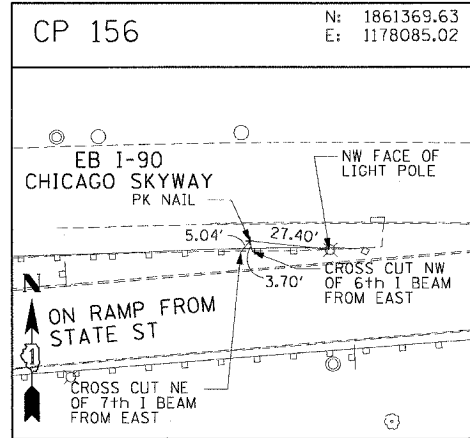 CP 156
N: 1861369.63
E: 1178085.02
EB I-90
CHICAGO SKYWAY
PK NAIL
NW FACE OF
LIGHT POLE
5.04'
27.40'
3.70'
CROSS CUT NW
OF 6th I BEAM
FROM EAST
N
ON RAMP FROM
STATE ST
1
CROSS CUT NE
OF 7th I BEAM
FROM EAST